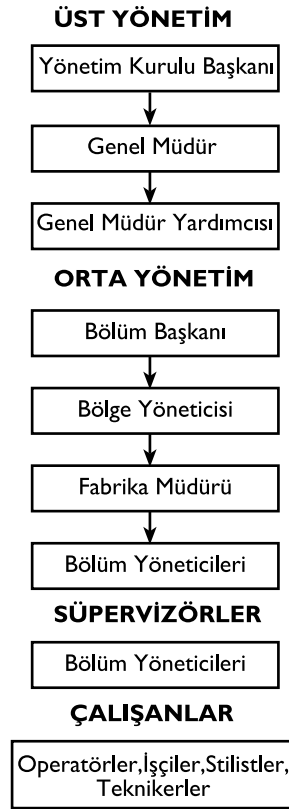 ÜST YÖNETİM
Yönetim Kurulu Başkanı
Genel Müdür
Genel Müdür Yardımcısı
ORTA YÖNETİM
Bölüm Başkanı
Bölge Yöneticisi
Fabrika Müdürü
Bölüm Yöneticileri
SÜPERVİZÖRLER
Bölüm Yöneticileri
ÇALIŞANLAR
Operatörler,İşçiler,Stilistler,
Teknikerler